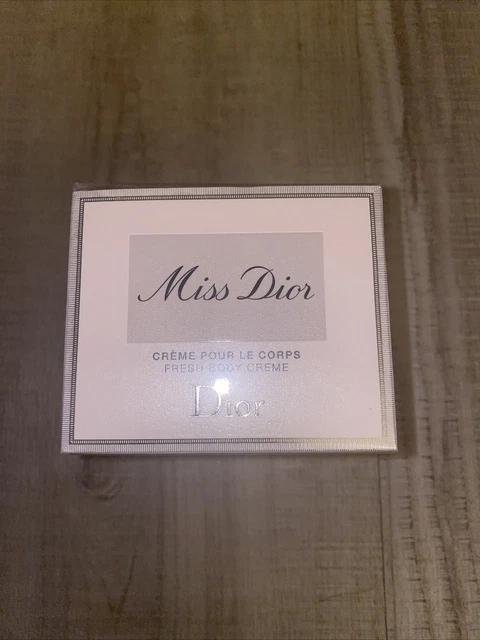 Miss Dior
CRÈME POUR LE CORPS
FRESH BODY CREME
Dior